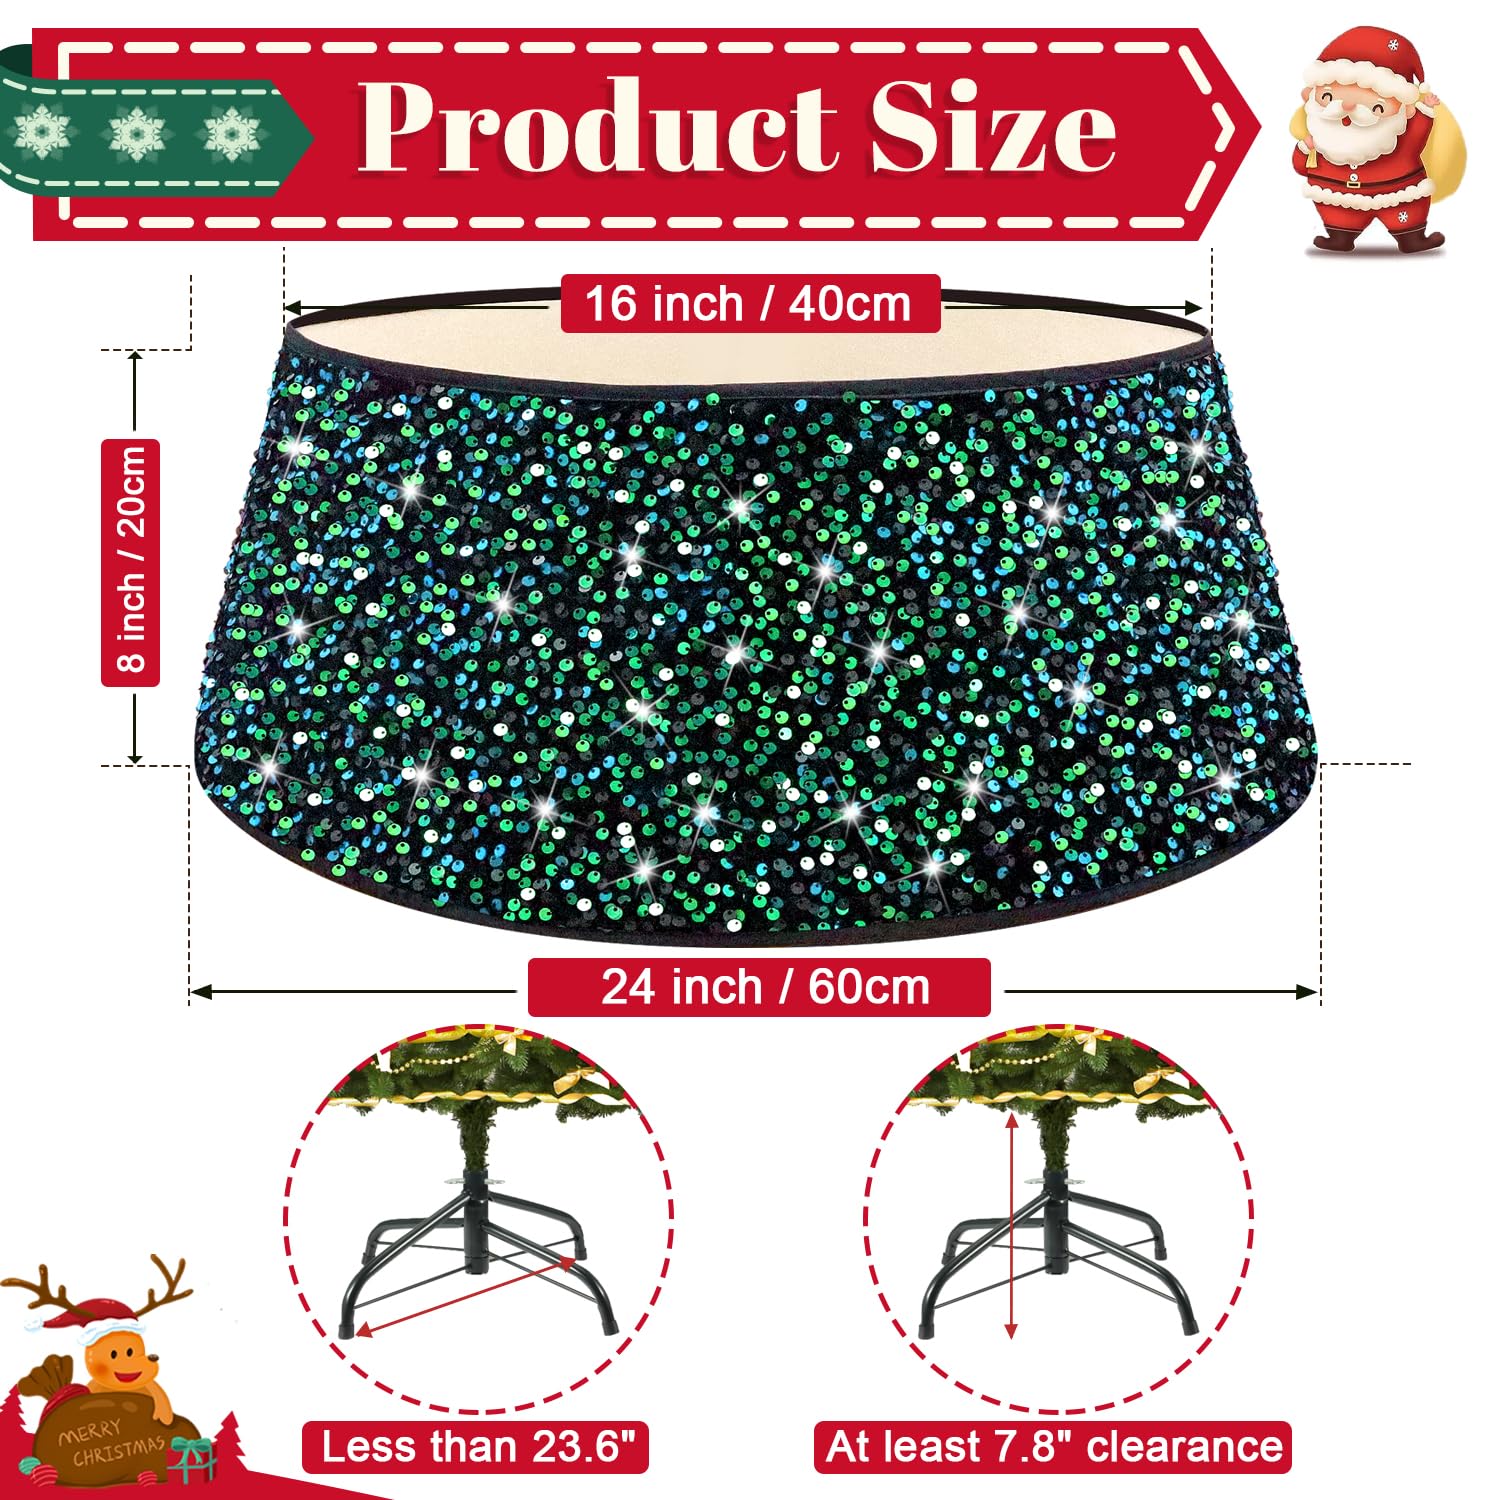 Product Size
16 inch / 40cm
8 inch / 20cm
24 inch / 60cm
Less than 23.6"
At least 7.8" clearance
MERRY
CHRISTMAS